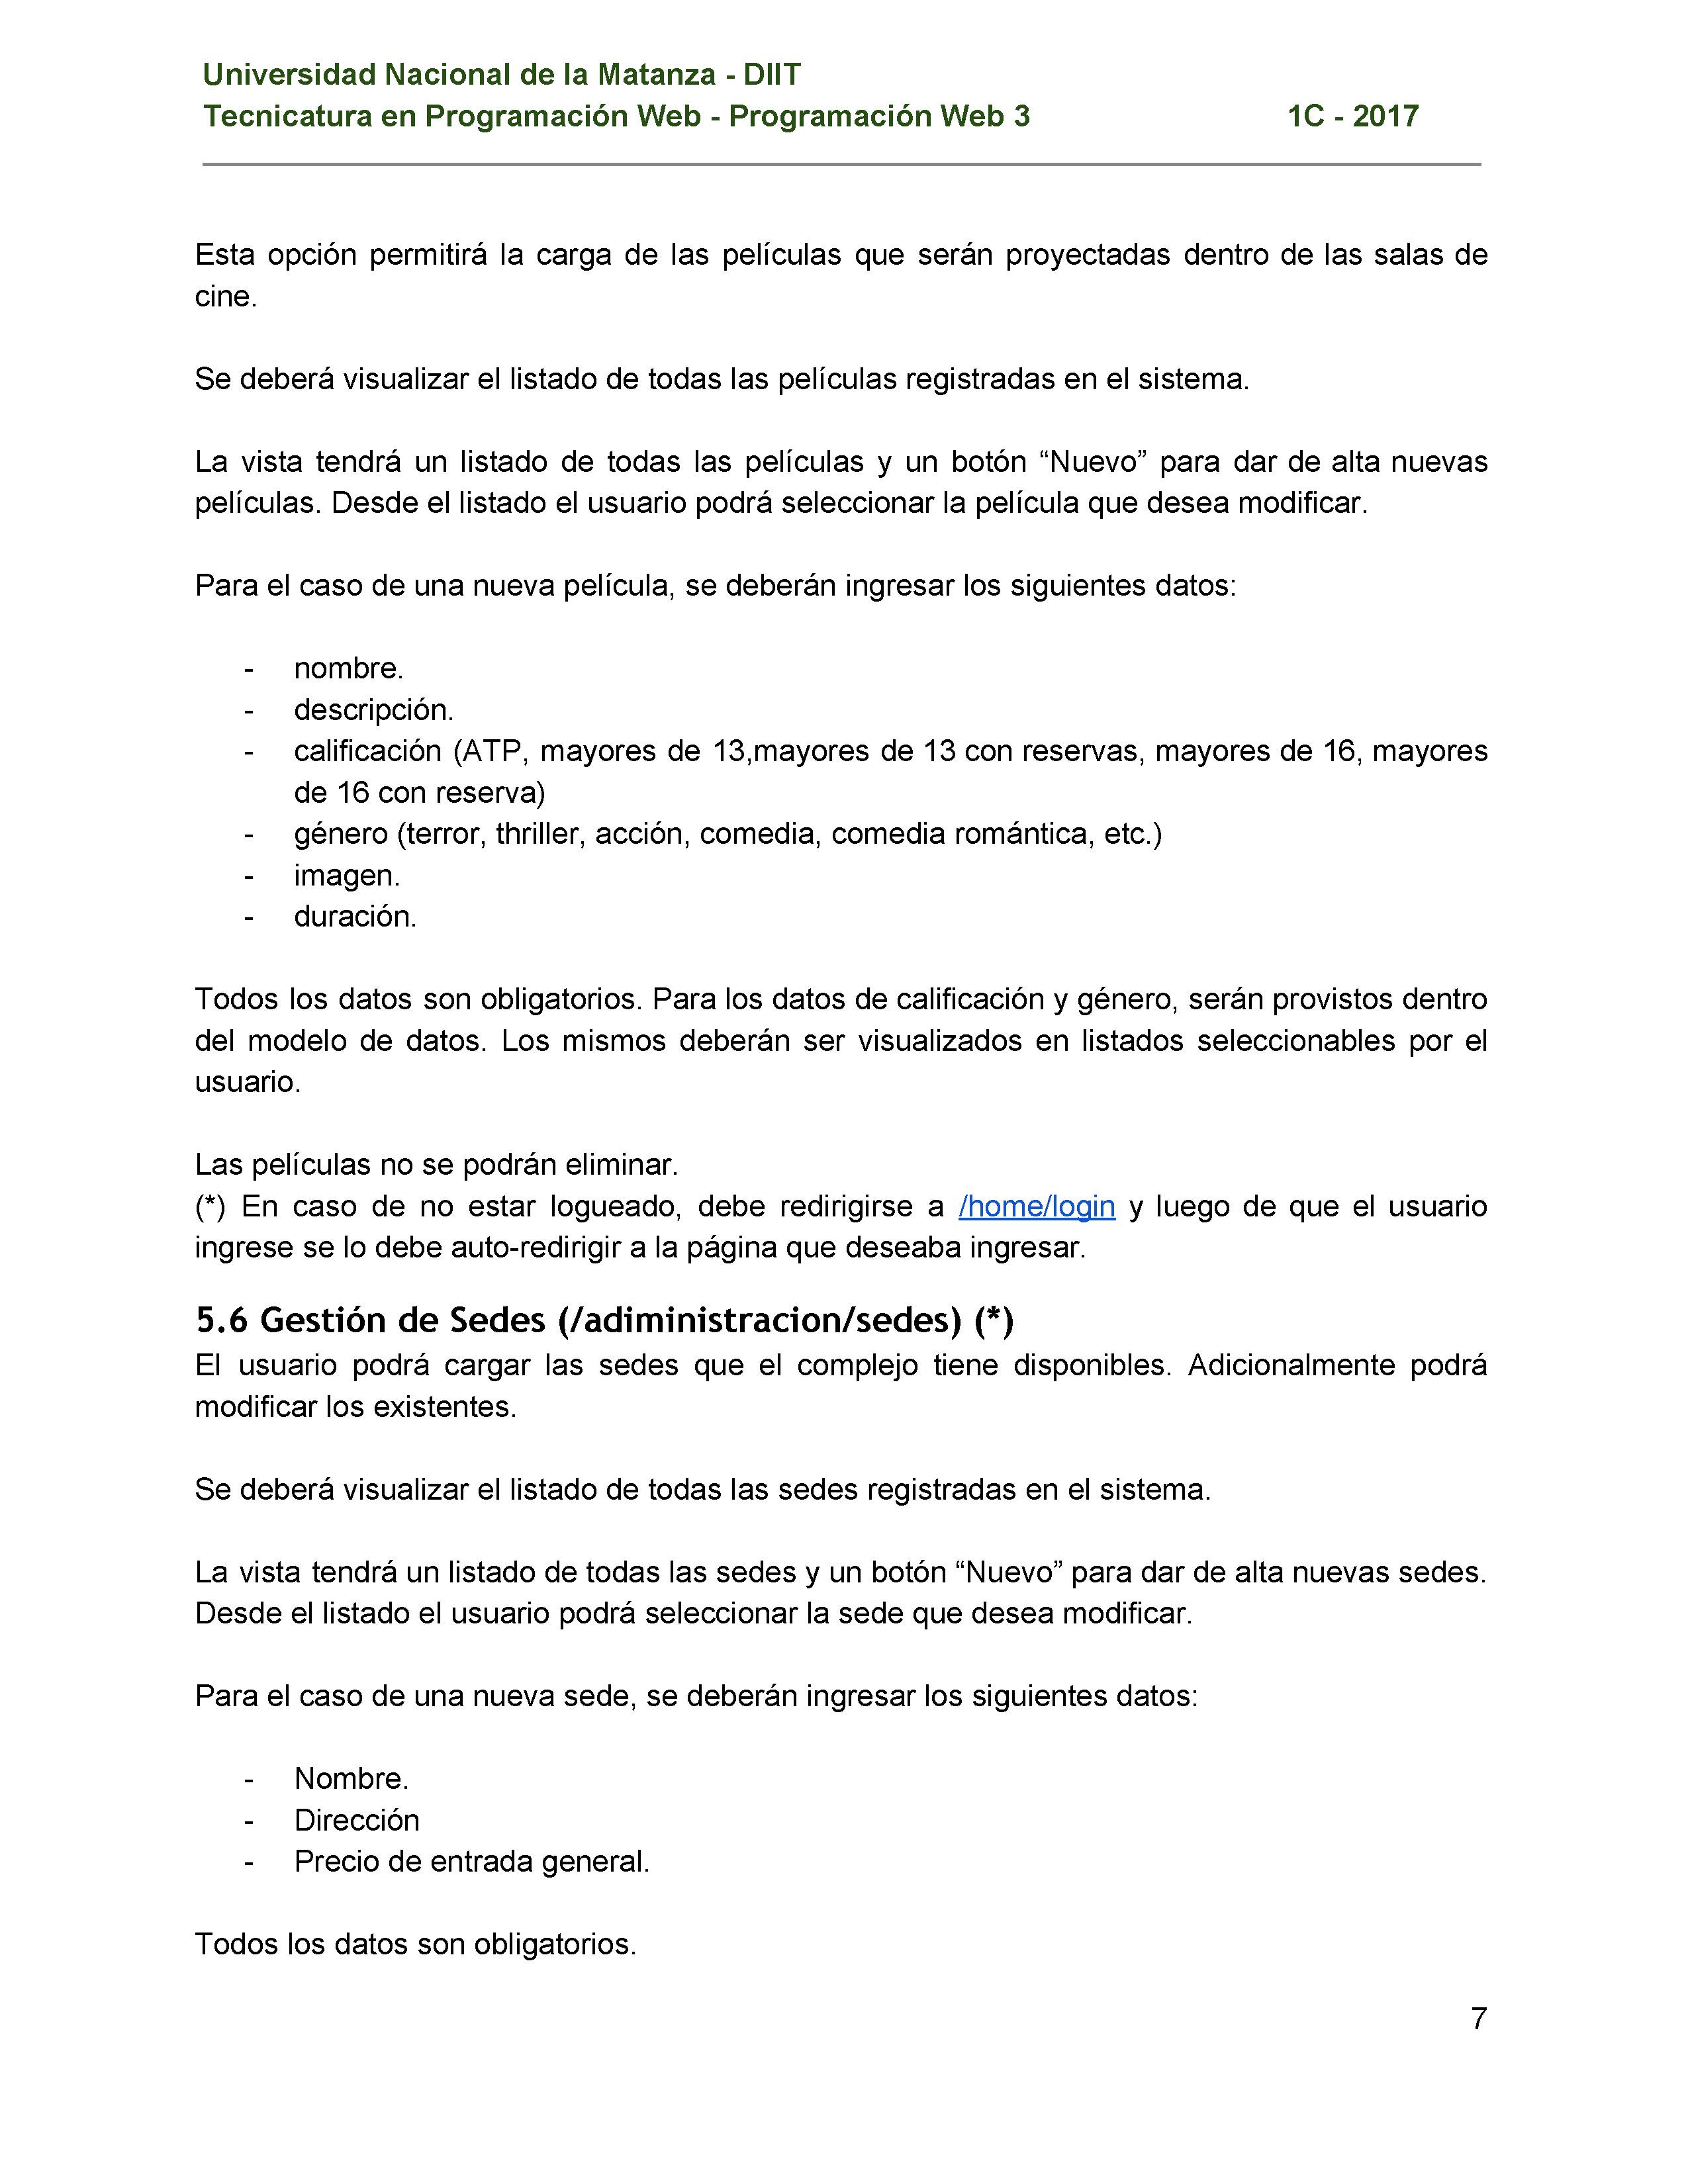 Universidad Nacional de la Matanza - DIIT
Tecnicatura en Programación Web - Programación Web 3 1C - 2017
Esta opción permitirá la carga de las películas que serán proyectadas dentro de las salas de
cine.
Se deberá visualizar el listado de todas las películas registradas en el sistema.
La vista tendrá un listado de todas las películas y un botón “Nuevo” para dar de alta nuevas
películas. Desde el listado el usuario podrá seleccionar la película que desea modificar.
Para el caso de una nueva película, se deberán ingresar los siguientes datos:
- nombre.
- descripción.
- calificación (ATP, mayores de 13,mayores de 13 con reservas, mayores de 16, mayores
de 16 con reserva)
- género (terror, thriller, acción, comedia, comedia romántica, etc.)
- imagen.
- duración.
Todos los datos son obligatorios. Para los datos de calificación y género, serán provistos dentro
del modelo de datos. Los mismos deberán ser visualizados en listados seleccionables por el
usuario.
Las películas no se podrán eliminar.
(*) En caso de no estar logueado, debe redirigirse a /home/login y luego de que el usuario
ingrese se lo debe auto-redirigir a la página que deseaba ingresar.
5.6 Gestión de Sedes (/adiministracion/sedes) (*)
El usuario podrá cargar las sedes que el complejo tiene disponibles. Adicionalmente podrá
modificar los existentes.
Se deberá visualizar el listado de todas las sedes registradas en el sistema.
La vista tendrá un listado de todas las sedes y un botón “Nuevo” para dar de alta nuevas sedes.
Desde el listado el usuario podrá seleccionar la sede que desea modificar.
Para el caso de una nueva sede, se deberán ingresar los siguientes datos:
- Nombre.
- Dirección
- Precio de entrada general.
Todos los datos son obligatorios.
7